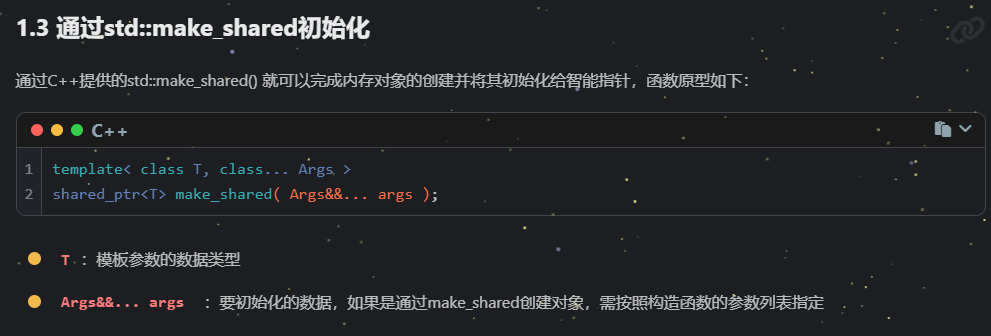 1.3 通过std::make_shared初始化
通过C++提供的std::make_shared() 就可以完成内存对象的创建并将其初始化给智能指针，函数原型如下：
C++
1 template< class T, class... Args >
2 shared_ptr<T> make_shared( Args&&... args );
T ：模板参数的数据类型
Args&&... args ：要初始化的数据，如果是通过make_shared创建对象，需按照构造函数的参数列表指定